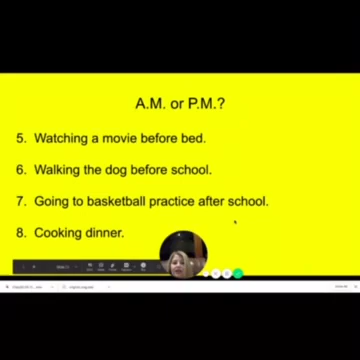 A.M. or P.M.?
5. Watching a movie before bed.
6. Walking the dog before school.
7. Going to basketball practice after school.
8. Cooking dinner.